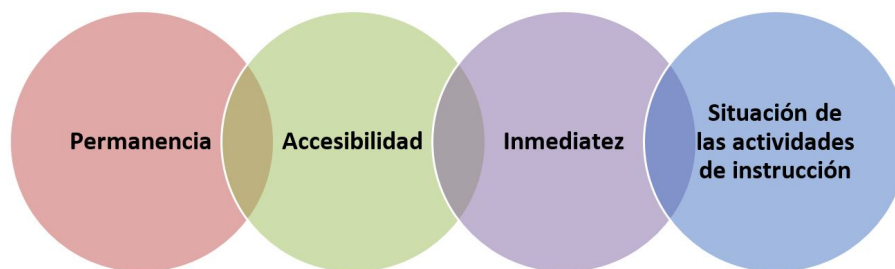 Permanencia
Accesibilidad
Inmediatez
Situación de
las actividades
de instrucción